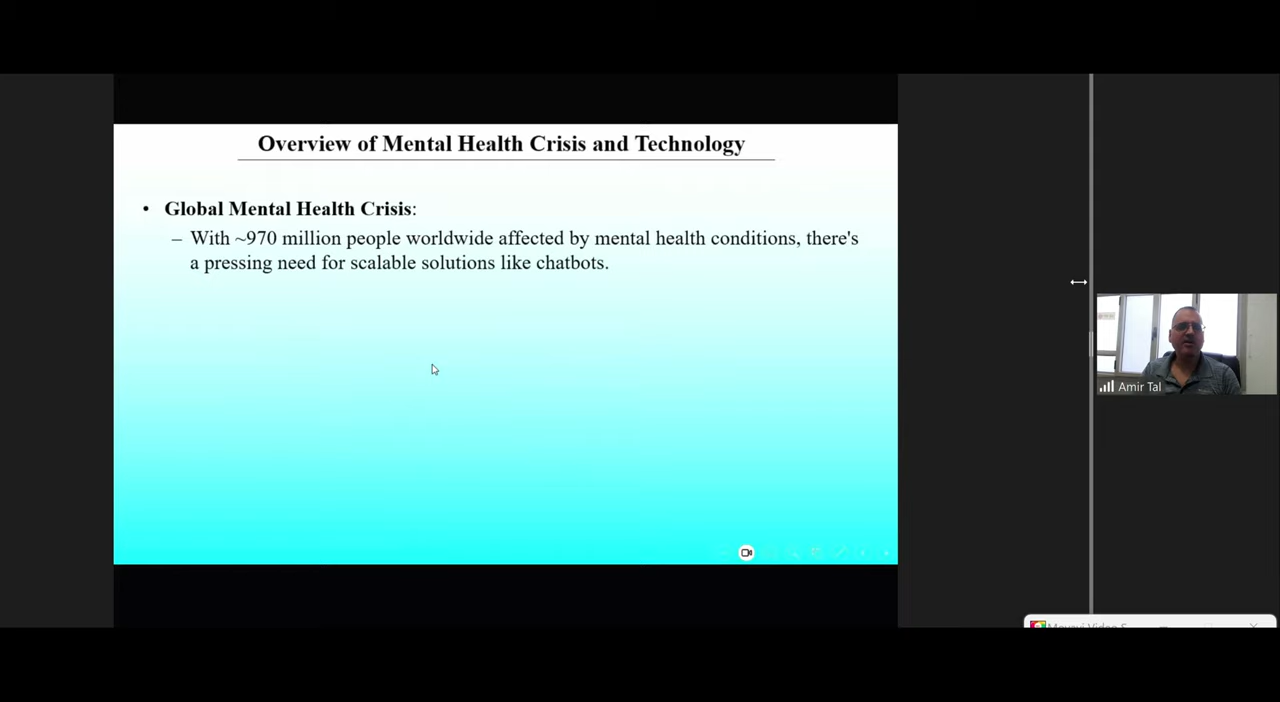 Overview of Mental Health Crisis and Technology
• Global Mental Health Crisis:
– With ~970 million people worldwide affected by mental health conditions, there's
a pressing need for scalable solutions like chatbots.
Amir Tal